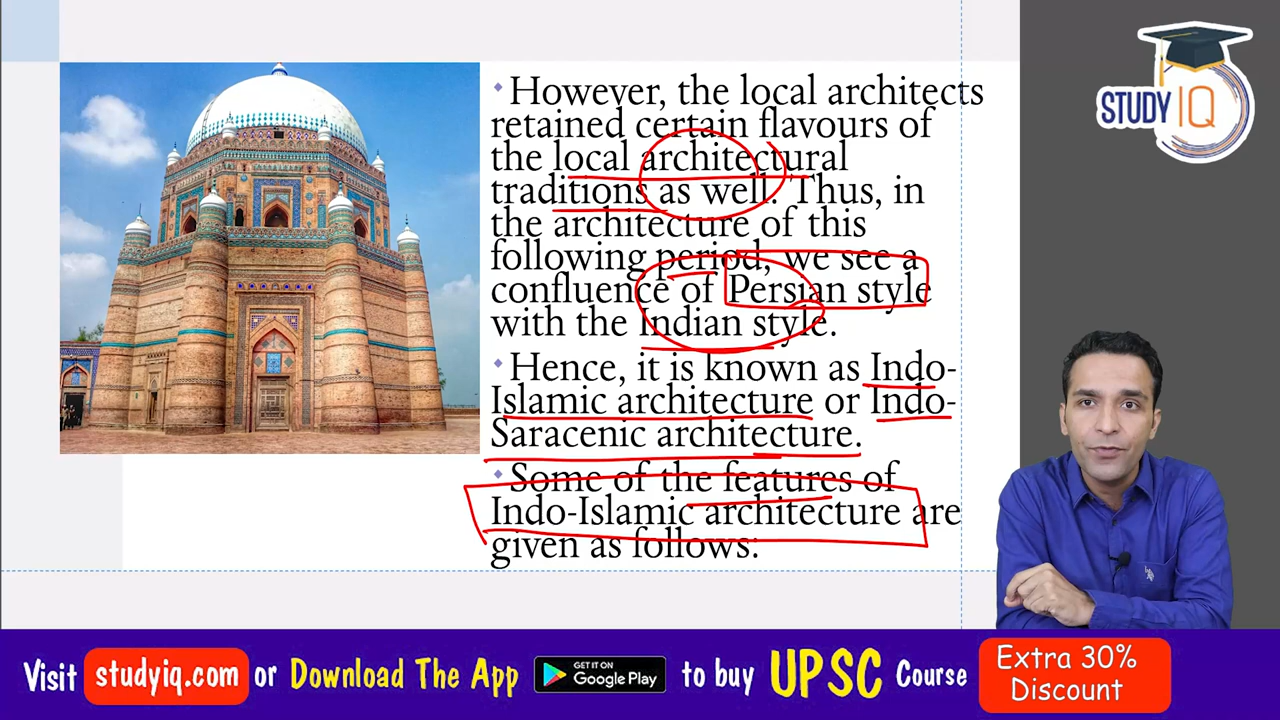 • However, the local architects
retained certain flavours of
the local architectural
traditions as well. Thus, in
the architecture of this
following period, we see a
confluence of Persian style
with the Indian style.
• Hence, it is known as Indo-
Islamic architecture or Indo-
Saracenic architecture.
• Some of the features of
Indo-Islamic architecture are
given as follows:
STUDY IQ
Visit studyiq.com or Download The App GET IT ON Google Play to buy UPSC Course
Extra 30%
Discount